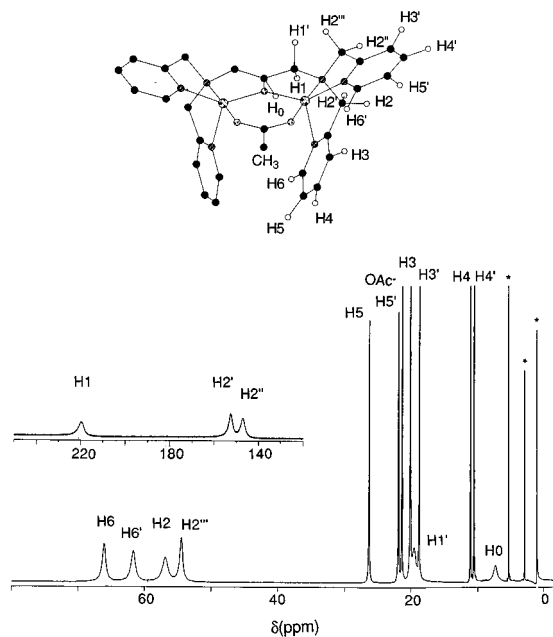 H1' H2''' H2'' H3' H4'
H1 H5'
H0 H2' H2
H6'
CH3 H3
H6
H5 H4
H3
OAc- H3' H4 H4' *
H5 H5' *
*
H1 H2' H2''
220 180 140
H6 H6' H2 H2''' H1' H0
60 40 20 0
δ(ppm)